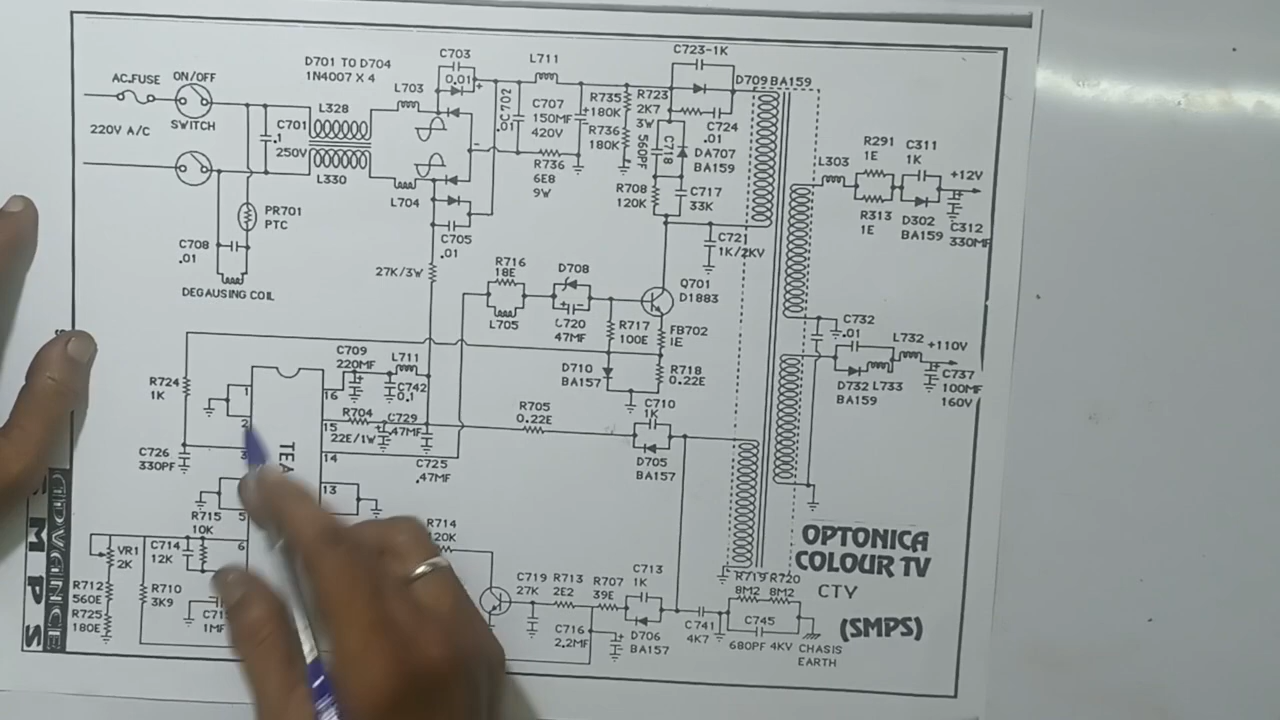 D701 TO D704
1N4007 X 4
AC.FUSE
ON/OFF
SWITCH
220V A/C
C701
.1
250V
L328
L330
L703
L704
C703
0.01
+
-
C702
.01
C705
.01
L711
C707
150MF
420V
R736
6E8
9W
R735
180K
R736
180K
C723-1K
R723
2K7
3W
D709 BA159
C724
.01
560PF
C718
DA707
BA159
R708
120K
C717
33K
C721
1K/2KV
PR701
PTC
C708
.01
DEGAUSING COIL
27K/3W
R716
18E
L705
D708
C720
47MF
R717
100E
Q701
D1883
FB702
1E
R718
0.22E
D710
BA157
L303
R291
1E
C311
1K
+12V
R313
1E
D302
BA159
C312
330MF
C732
.01
L732
+110V
D732
BA159
L733
C737
100MF
160V
R724
1K
C726
330PF
1
2
3
5
6
16
15
14
13
TEA
C709
220MF
L711
C742
0.1
R704
22E/1W
C729
47MF
C725
.47MF
R705
0.22E
C710
1K
D705
BA157
R715
10K
VR1
2K
C714
12K
R712
560E
R725
180E
R710
3K9
1MF
R714
120K
C719
27K
R713
2E2
R707
39E
C713
1K
C716
2.2MF
D706
BA157
C741
4K7
R719
8M2
R720
8M2
C745
680PF 4KV
CHASIS
EARTH
OPTONICA
COLOUR TV
CTY
(SMPS)